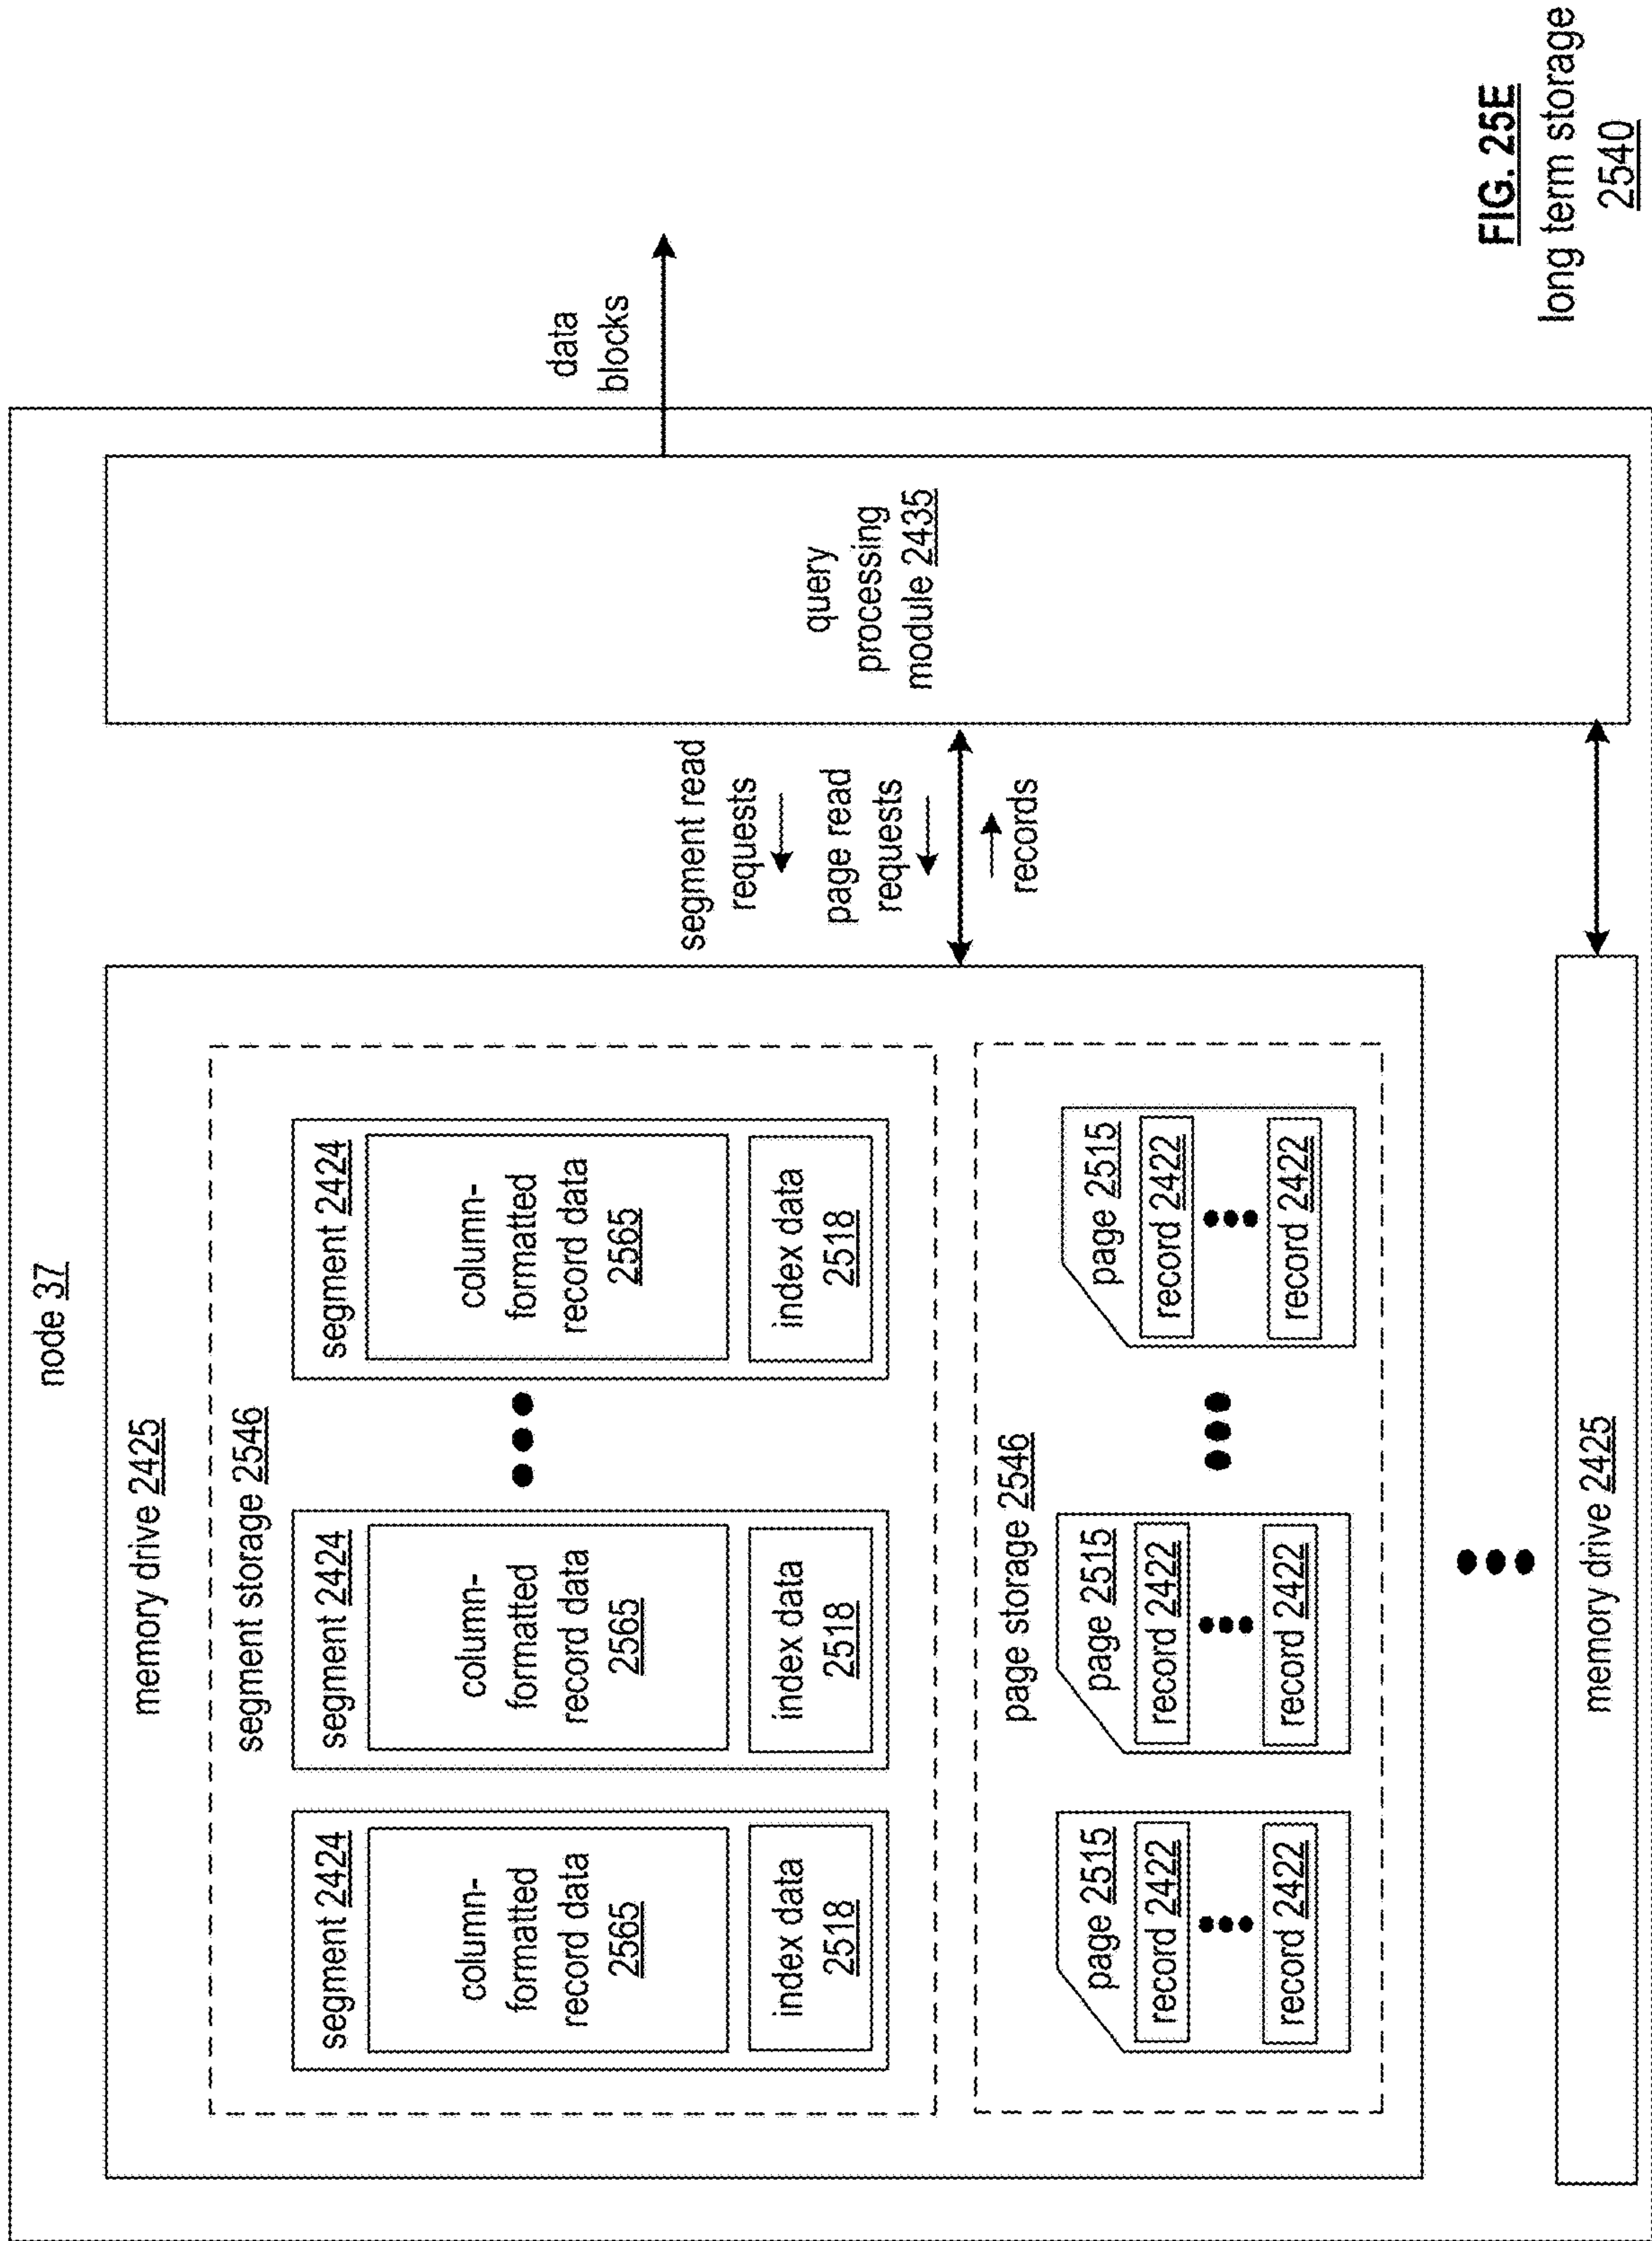 node 37
memory drive 2425
segment storage 2546
segment 2424
column-
formatted
record data
2565
index data
2518
segment 2424
column-
formatted
record data
2565
index data
2518
segment 2424
column-
formatted
record data
2565
index data
2518
page storage 2546
page 2515
record 2422
record 2422
page 2515
record 2422
record 2422
page 2515
record 2422
record 2422
memory drive 2425
segment read
requests
page read
requests
records
query
processing
module 2435
data
blocks
FIG. 25E
long term storage
2540